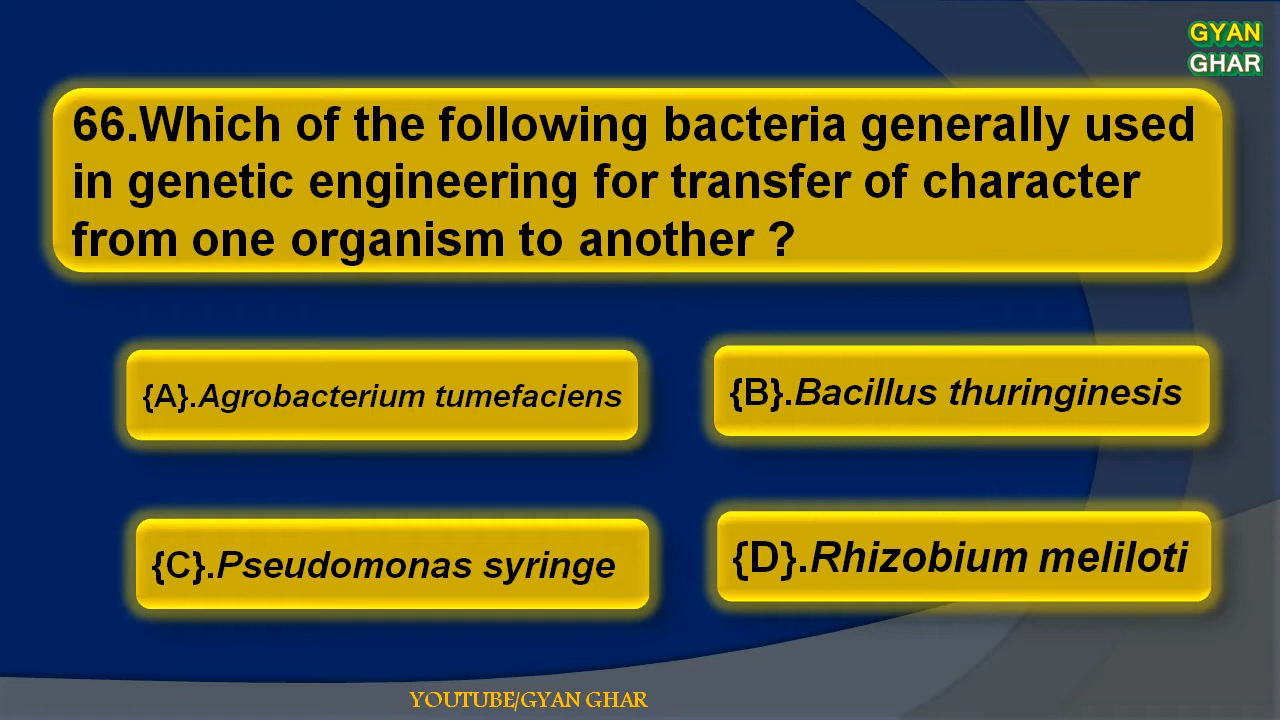 GYAN
GHAR
66.Which of the following bacteria generally used
in genetic engineering for transfer of character
from one organism to another ?
{A}.Agrobacterium tumefaciens
{B}.Bacillus thuringinesis
{C}.Pseudomonas syringe
{D}.Rhizobium meliloti
YOUTUBE/GYAN GHAR